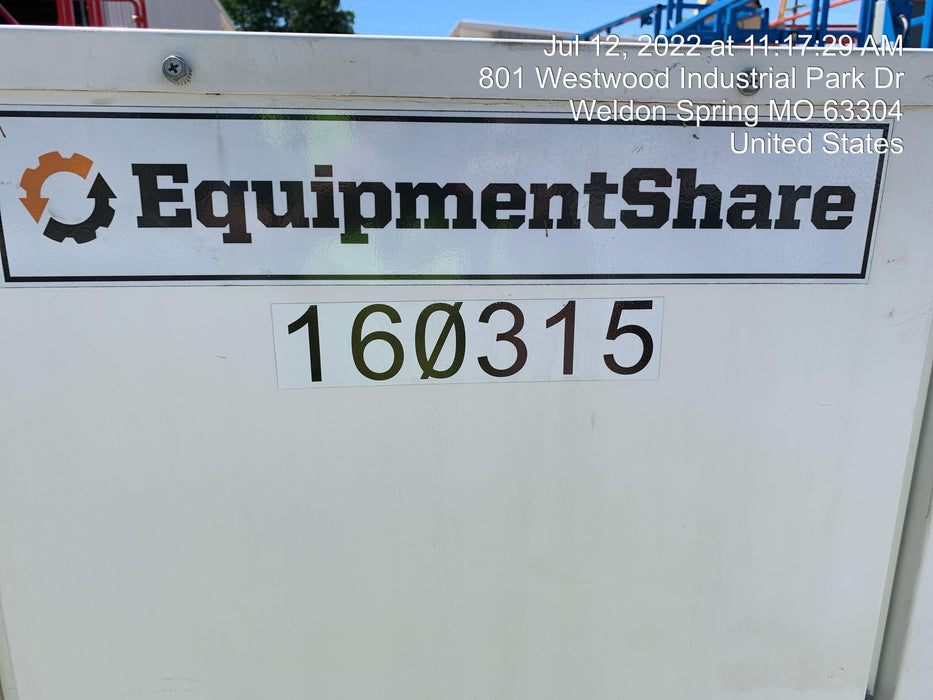 Jul 12, 2022 at 11:17:29 AM
801 Westwood Industrial Park Dr
Weldon Spring MO 63304
United States
EquipmentShare
16Ø315